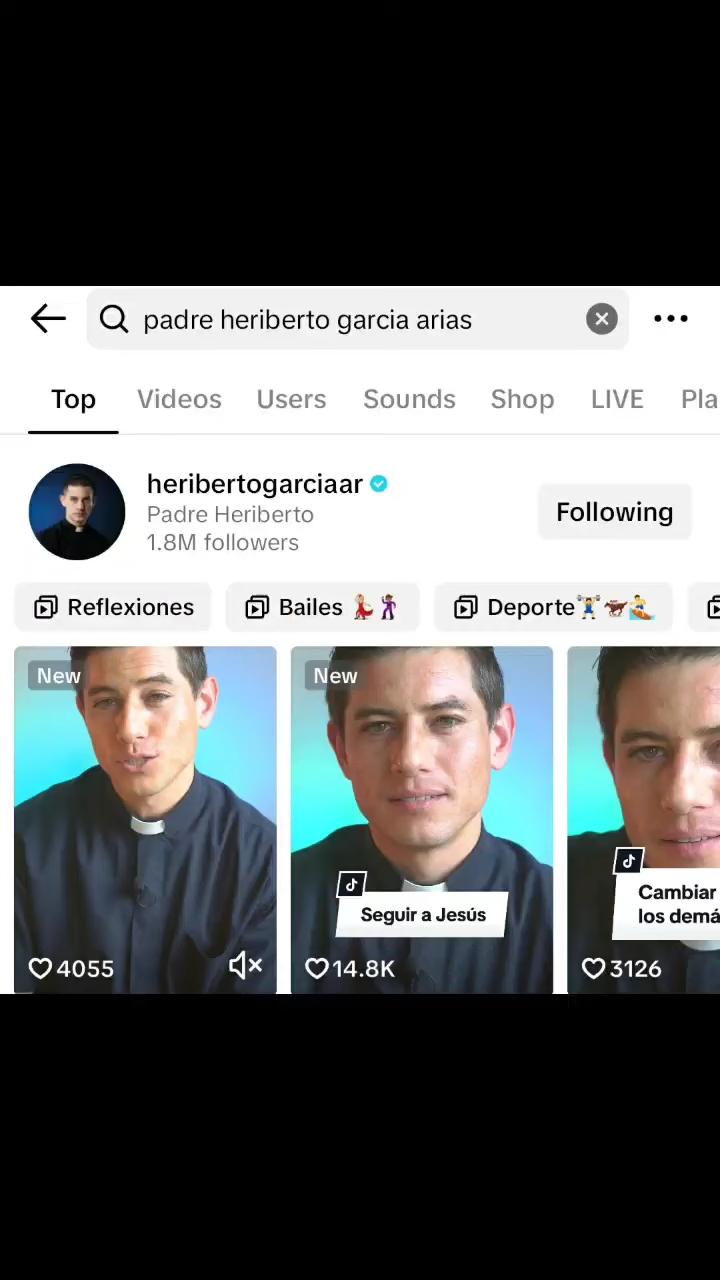 padre heriberto garcia arias
Top Videos Users Sounds Shop LIVE Pla
heribertogarciaar
Padre Heriberto
1.8M followers
Following
Reflexiones
Bailes 💃🕺
Deporte🏋️🏇🏄
New
4055
New
Seguir a Jesús
14.8K
Cambiar
los demá
3126